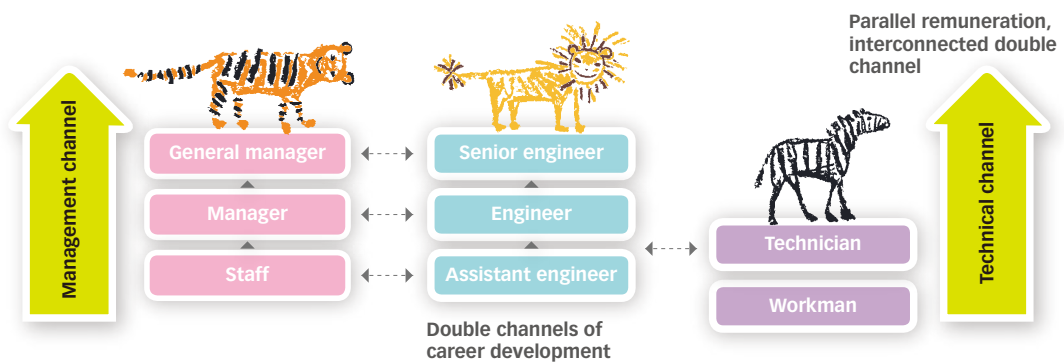 Parallel remuneration,
interconnected double
channel
Management channel
General manager
Senior engineer
Manager
Engineer
Technician
Staff
Assistant engineer
Workman
Technical channel
Double channels of
career development